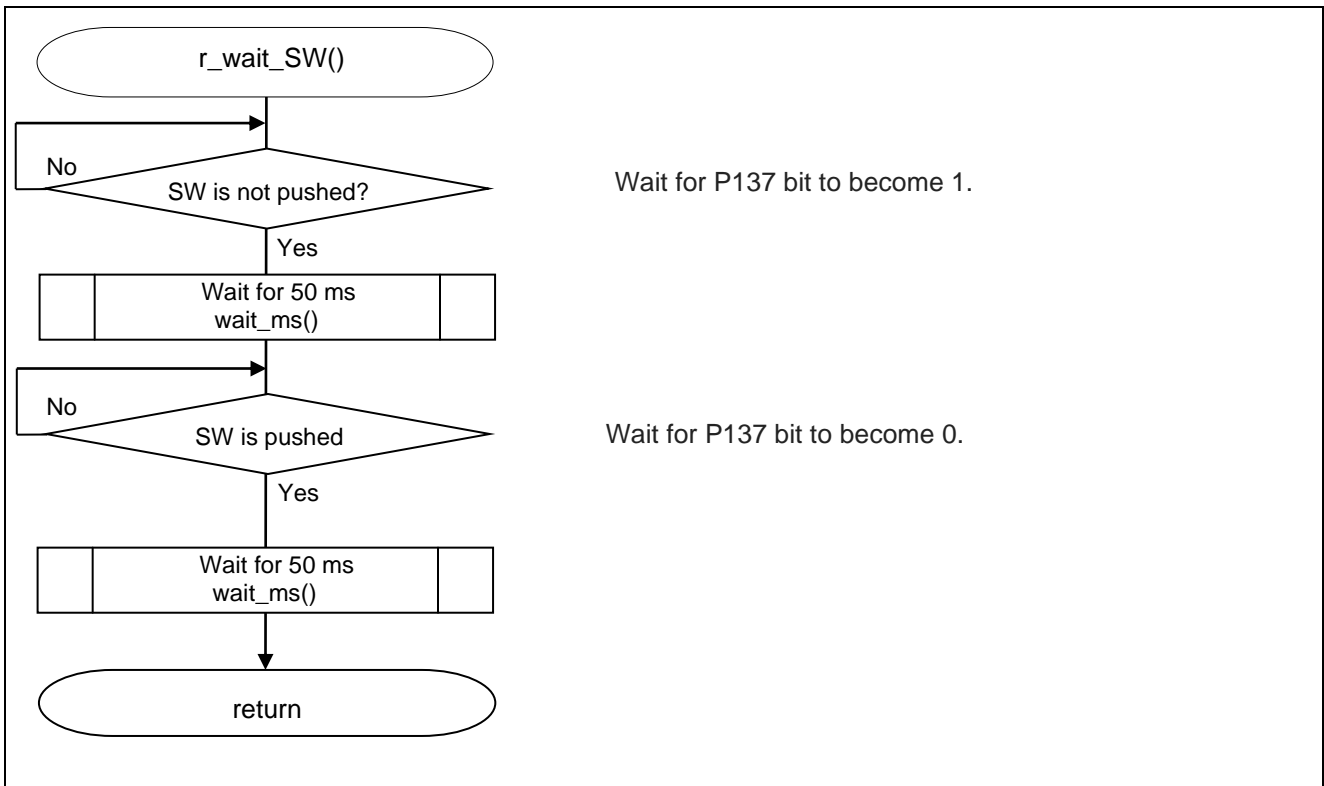 r_wait_SW()
No
SW is not pushed?
Wait for P137 bit to become 1.
Yes
Wait for 50 ms
wait_ms()
No
SW is pushed
Wait for P137 bit to become 0.
Yes
Wait for 50 ms
wait_ms()
return